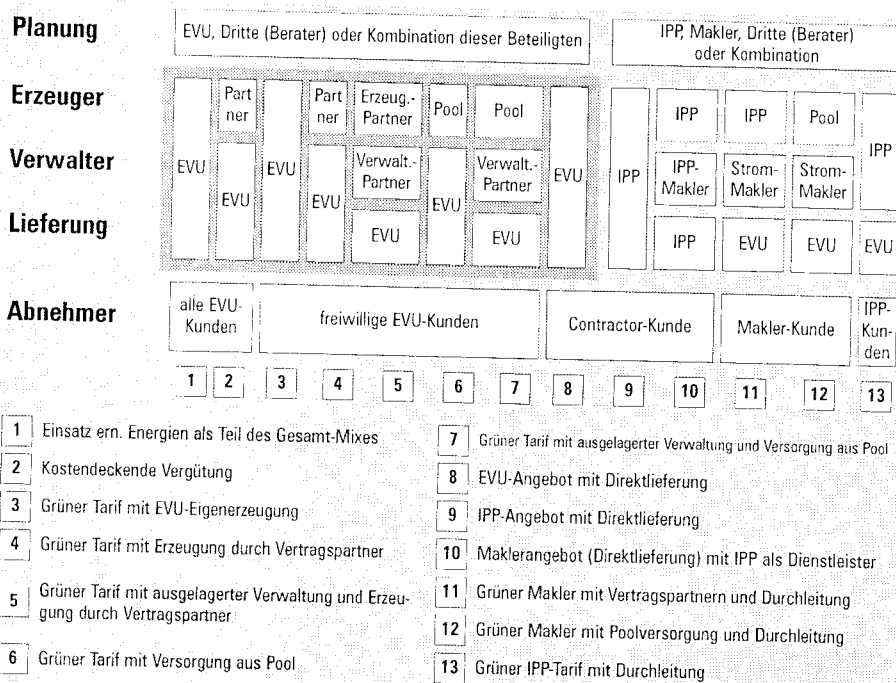 Planung
EVU, Dritte (Berater) oder Kombination dieser Beteiligten
IPP, Makler, Dritte (Berater)
oder Kombination
Erzeuger
Verwalter
Lieferung
EVU
Part
ner
EVU
EVU
Part
ner
EVU
Erzeug.-
Partner
Verwalt.-
Partner
EVU
Pool
EVU
Pool
Verwalt.-
Partner
EVU
EVU
IPP
IPP
IPP-
Makler
IPP
IPP
Strom-
Makler
EVU
Pool
Strom-
Makler
EVU
IPP
EVU
Abnehmer
alle EVU-
Kunden
freiwillige EVU-Kunden
Contractor-Kunde
Makler-Kunde
IPP-
Kun-
den
1 2 3 4 5 6 7 8 9 10 11 12 13
1 Einsatz ern. Energien als Teil des Gesamt-Mixes
2 Kostendeckende Vergütung
3 Grüner Tarif mit EVU-Eigenerzeugung
4 Grüner Tarif mit Erzeugung durch Vertragspartner
5 Grüner Tarif mit ausgelagerter Verwaltung und Erzeu-
gung durch Vertragspartner
6 Grüner Tarif mit Versorgung aus Pool
7 Grüner Tarif mit ausgelagerter Verwaltung und Versorgung aus Pool
8 EVU-Angebot mit Direktlieferung
9 IPP-Angebot mit Direktlieferung
10 Maklerangebot (Direktlieferung) mit IPP als Dienstleister
11 Grüner Makler mit Vertragspartnern und Durchleitung
12 Grüner Makler mit Poolversorgung und Durchleitung
13 Grüner IPP-Tarif mit Durchleitung